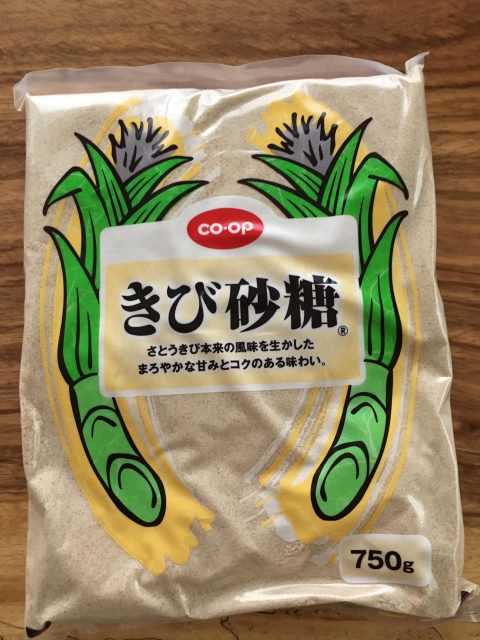 CO·OP
きび砂糖®
さとうきび本来の風味を生かした
まろやかな甘みとコクのある味わい。
750g